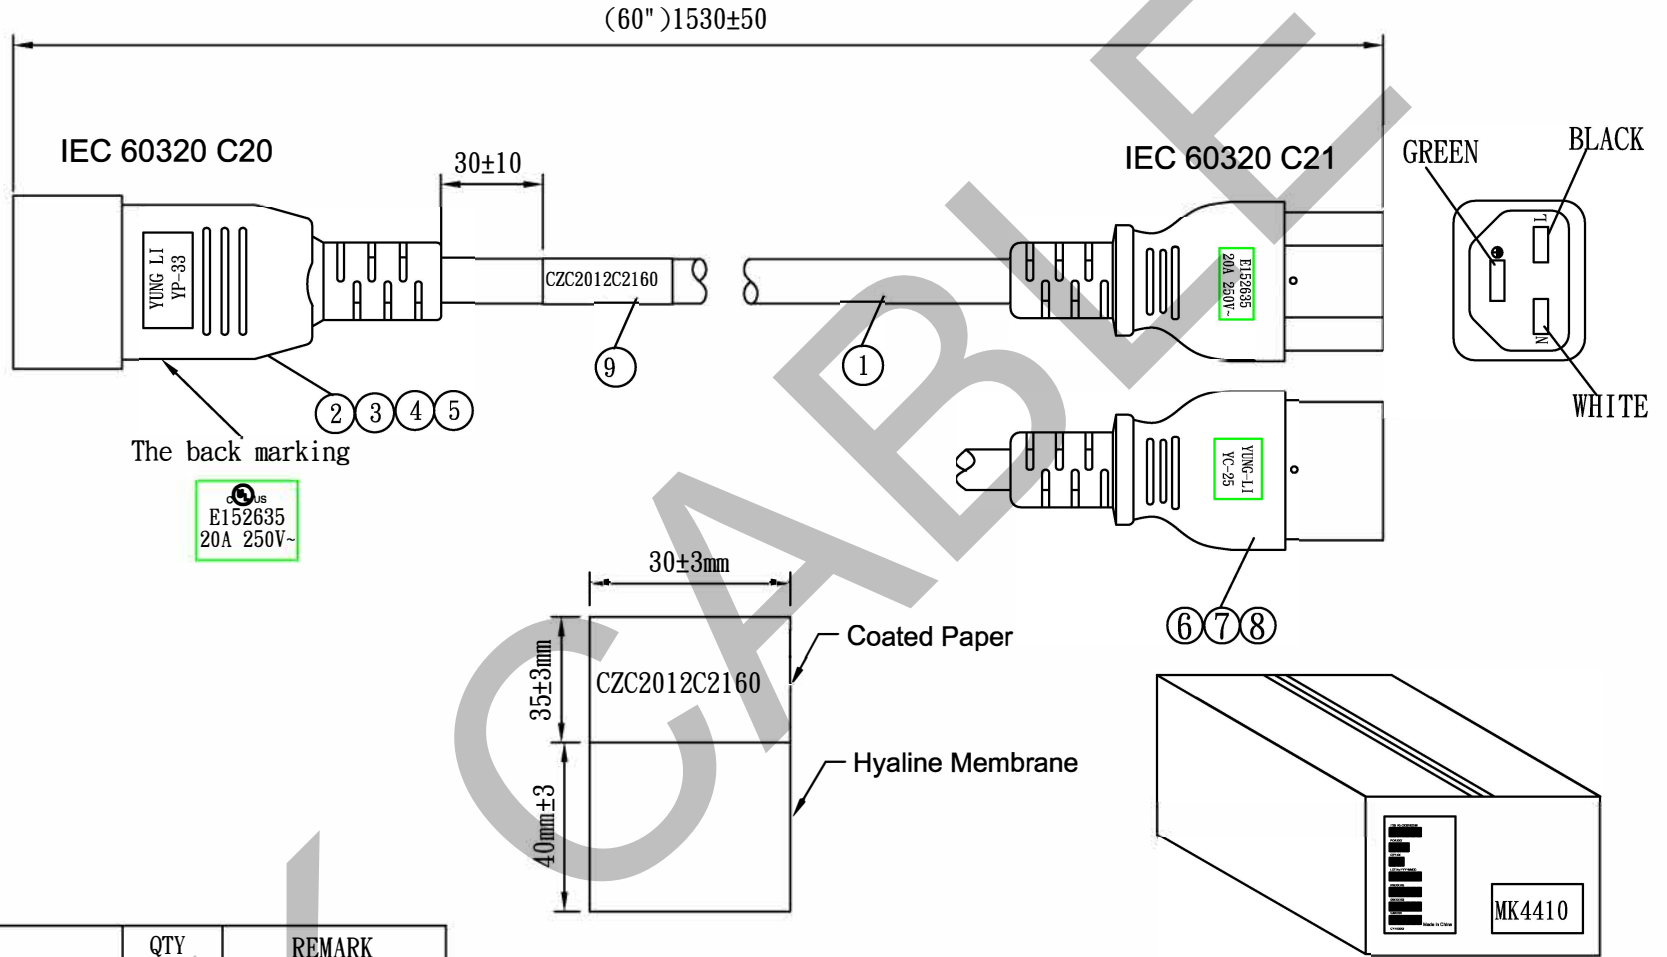 (60")1530±50
IEC 60320 C20
30±10
IEC 60320 C21
GREEN
BLACK
YUNG LI
YP-33
CZC2012C2160
E152635
20A 250V~
L
N
9
1
WHITE
2 3 4 5
The back marking
C UL US
E152635
20A 250V~
YUNG-LI
YC-25
6 7 8
30±3mm
35±3mm
CZC2012C2160
Coated Paper
40mm±3
Hyaline Membrane
MK4410
Made in China
QTY
REMARK
CABLE